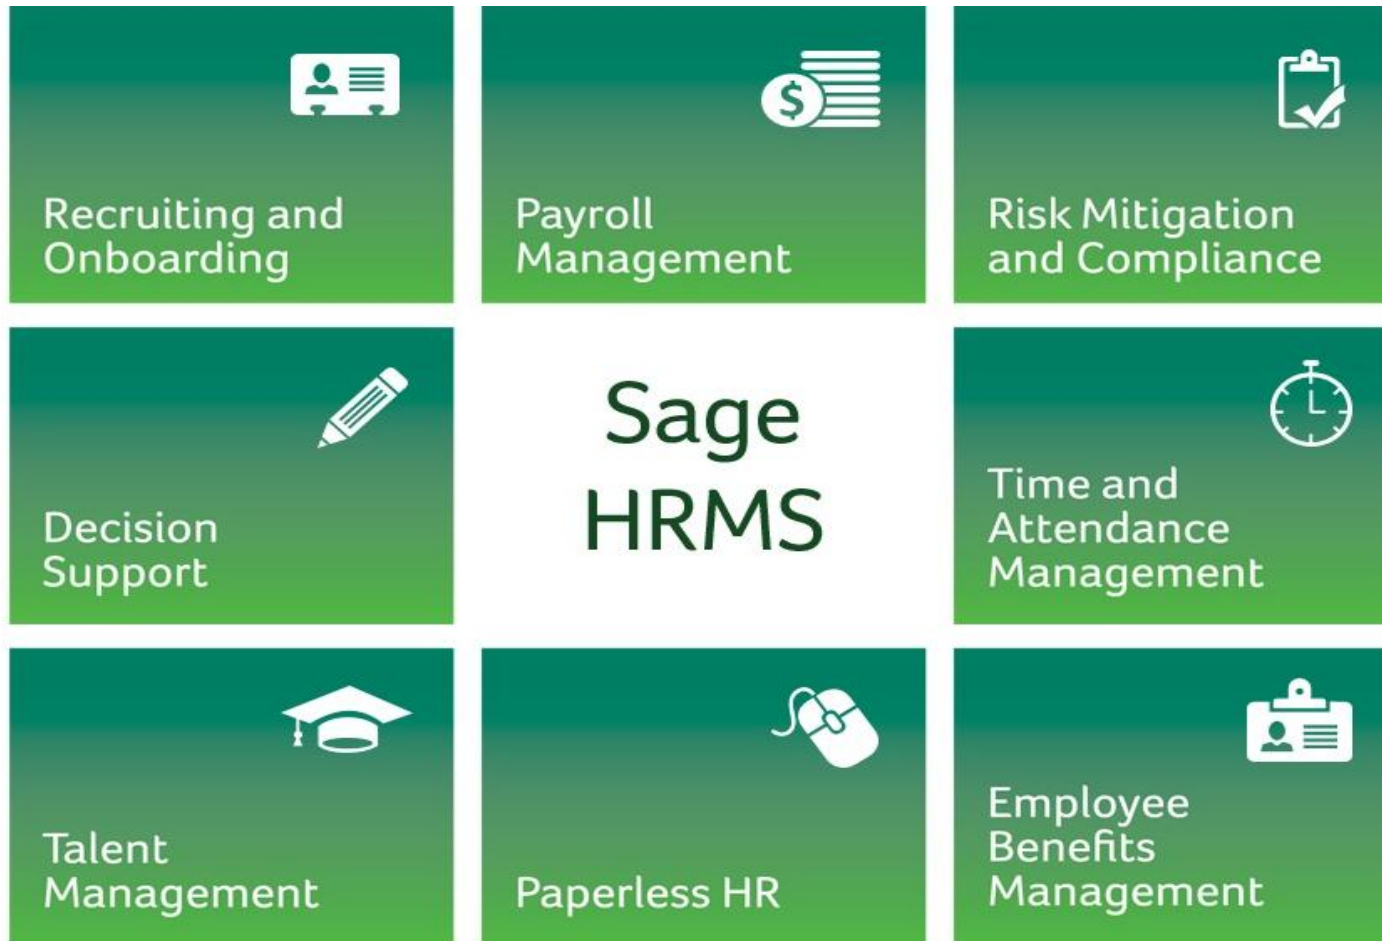 Recruiting and
Onboarding
Payroll
Management
Risk Mitigation
and Compliance
Decision
Support
Sage
HRMS
Time and
Attendance
Management
Talent
Management
Paperless HR
Employee
Benefits
Management